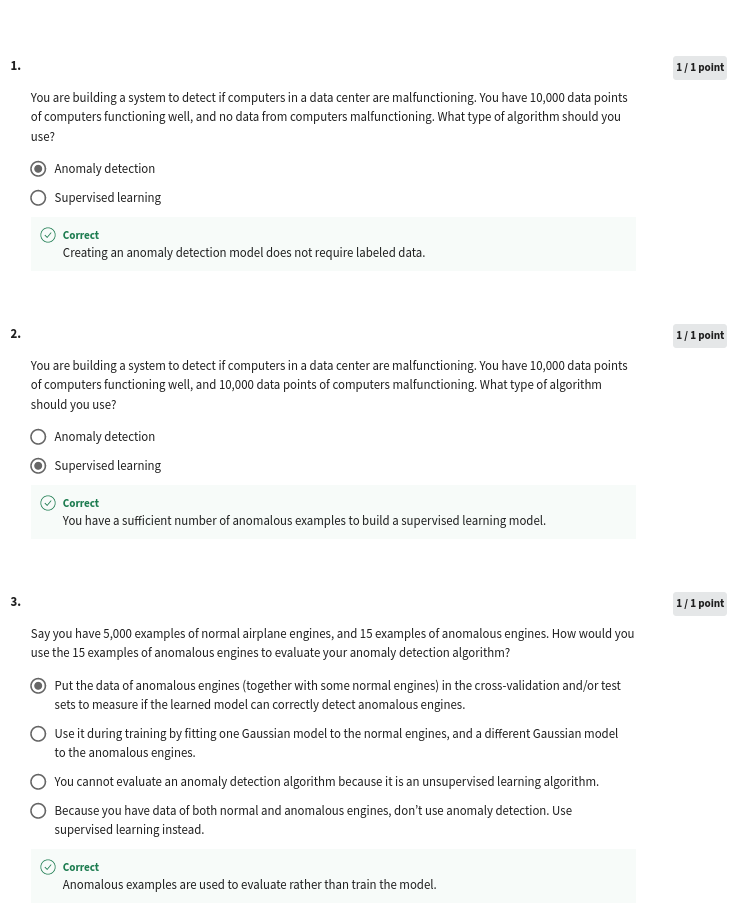 1.
1 / 1 point
You are building a system to detect if computers in a data center are malfunctioning. You have 10,000 data points
of computers functioning well, and no data from computers malfunctioning. What type of algorithm should you
use?
Anomaly detection
Supervised learning
Correct
Creating an anomaly detection model does not require labeled data.
2.
1 / 1 point
You are building a system to detect if computers in a data center are malfunctioning. You have 10,000 data points
of computers functioning well, and 10,000 data points of computers malfunctioning. What type of algorithm
should you use?
Anomaly detection
Supervised learning
Correct
You have a sufficient number of anomalous examples to build a supervised learning model.
3.
1 / 1 point
Say you have 5,000 examples of normal airplane engines, and 15 examples of anomalous engines. How would you
use the 15 examples of anomalous engines to evaluate your anomaly detection algorithm?
Put the data of anomalous engines (together with some normal engines) in the cross-validation and/or test
sets to measure if the learned model can correctly detect anomalous engines.
Use it during training by fitting one Gaussian model to the normal engines, and a different Gaussian model
to the anomalous engines.
You cannot evaluate an anomaly detection algorithm because it is an unsupervised learning algorithm.
Because you have data of both normal and anomalous engines, don't use anomaly detection. Use
supervised learning instead.
Correct
Anomalous examples are used to evaluate rather than train the model.